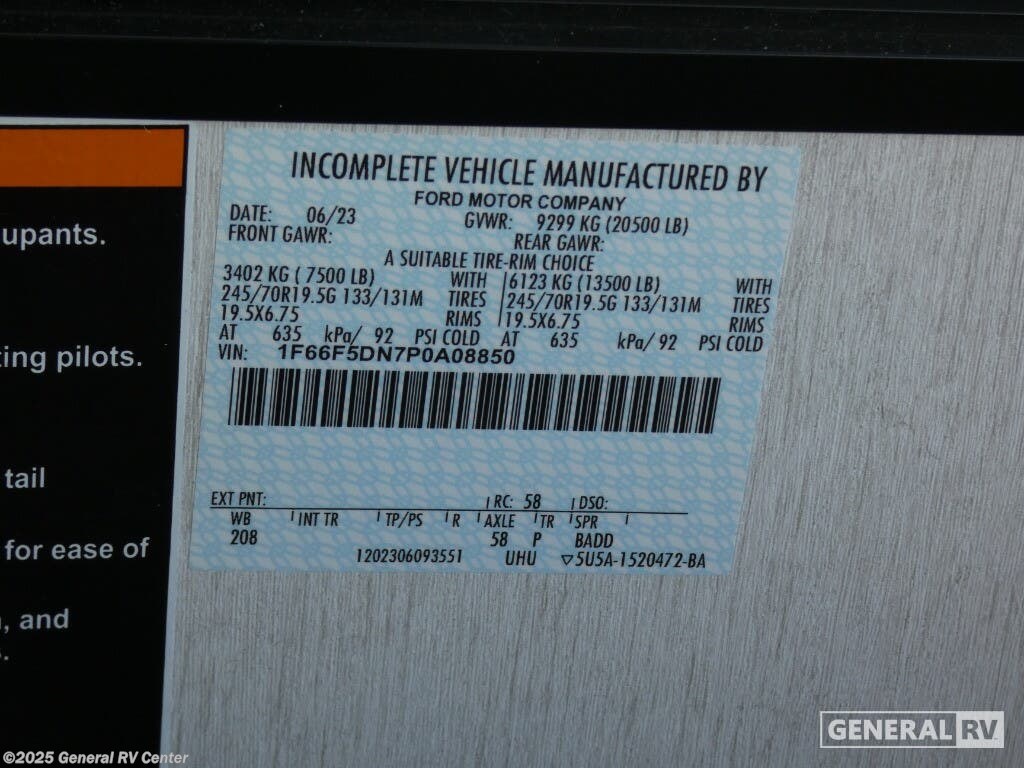 upants.
ting pilots.
tail
for ease of
, and
INCOMPLETE VEHICLE MANUFACTURED BY
FORD MOTOR COMPANY
DATE: 06/23 GVWR: 9299 KG (20500 LB)
FRONT GAWR: REAR GAWR:
A SUITABLE TIRE-RIM CHOICE
3402 KG ( 7500 LB) WITH 6123 KG (13500 LB) WITH
245/70R19.5G 133/131M TIRES 245/70R19.5G 133/131M TIRES
19.5X6.75 RIMS 19.5X6.75 RIMS
AT 635 kPa/ 92 PSI COLD AT 635 kPa/ 92 PSI COLD
VIN: 1F66F5DN7P0A08850
EXT PNT: RC: 58 DSO:
WB INT TR TP/PS R AXLE TR SPR
208 58 P BADD
1202306093551 UHU ▽5U5A-1520472-BA
GENERAL RV
©2025 General RV Center